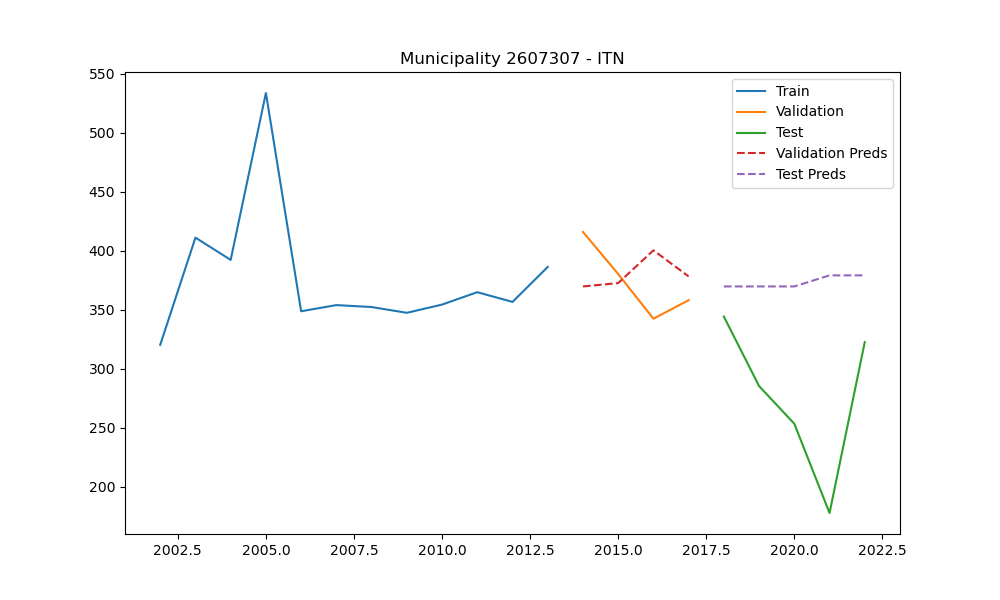 Municipality 2607307 - ITN
550
500
450
400
350
300
250
200
Train
Validation
Test
Validation Preds
Test Preds
2002.5 2005.0 2007.5 2010.0 2012.5 2015.0 2017.5 2020.0 2022.5